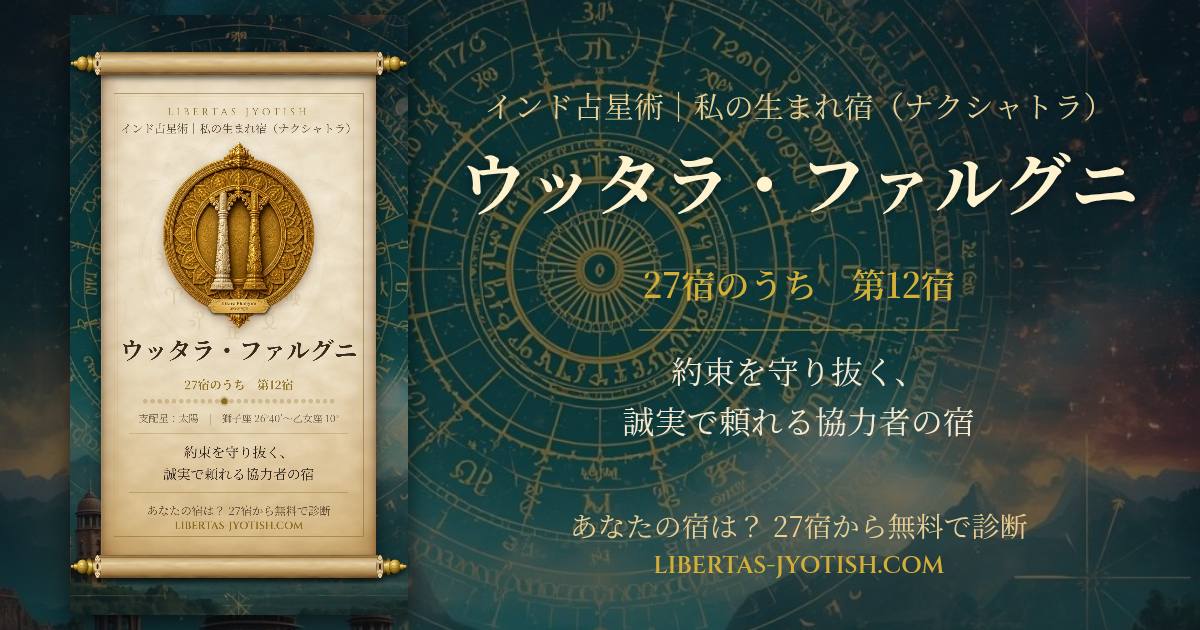 LIBERTAS JYOTISH
インド占星術｜私の生まれ宿（ナクシャトラ）
ウッタラ・ファルグニ
27宿のうち　第12宿
支配星：太陽　｜　獅子座 26°40′～乙女座 10°
約束を守り抜く、
誠実で頼れる協力者の宿
あなたの宿は？ 27宿から無料で診断
LIBERTAS-JYOTISH.COM
インド占星術｜私の生まれ宿（ナクシャトラ）
ウッタラ・ファルグニ
27宿のうち　第12宿
約束を守り抜く、
誠実で頼れる協力者の宿
あなたの宿は？ 27宿から無料で診断
LIBERTAS-JYOTISH.COM